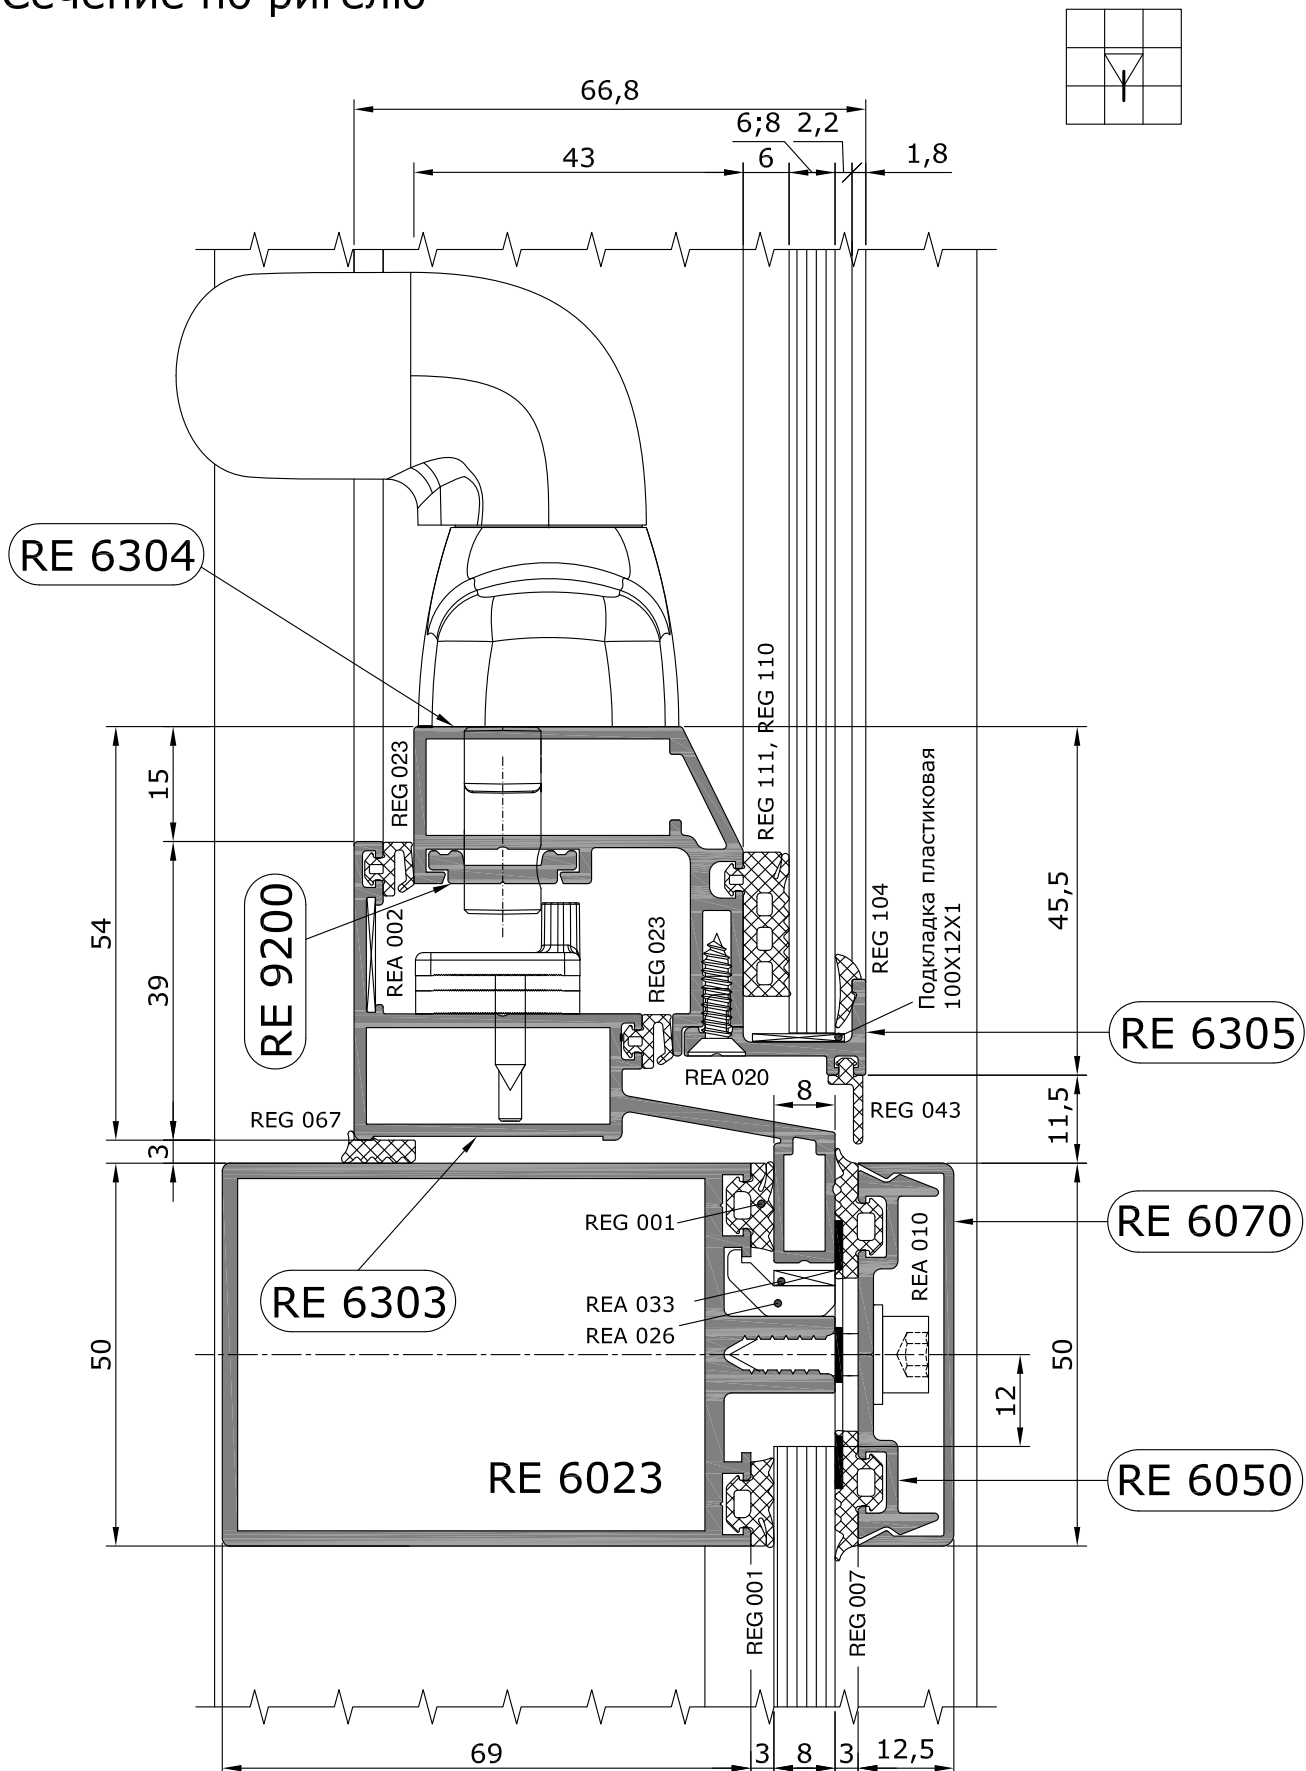 Сечение по ригелю
66,8
6;8 2,2
43
6
1,8
RE 6304
REG 111, REG 110
REG 023
15
Подкладка пластиковая
100X12X1
REG 104
45,5
54
39
RE 9200
REA 002
REG 023
RE 6305
REA 020
8
REG 043
11,5
REG 067
3
REG 001
RE 6070
REA 010
RE 6303
REA 033
REA 026
50
50
12
RE 6023
RE 6050
REG 001
REG 007
69
3
8
3
12,5